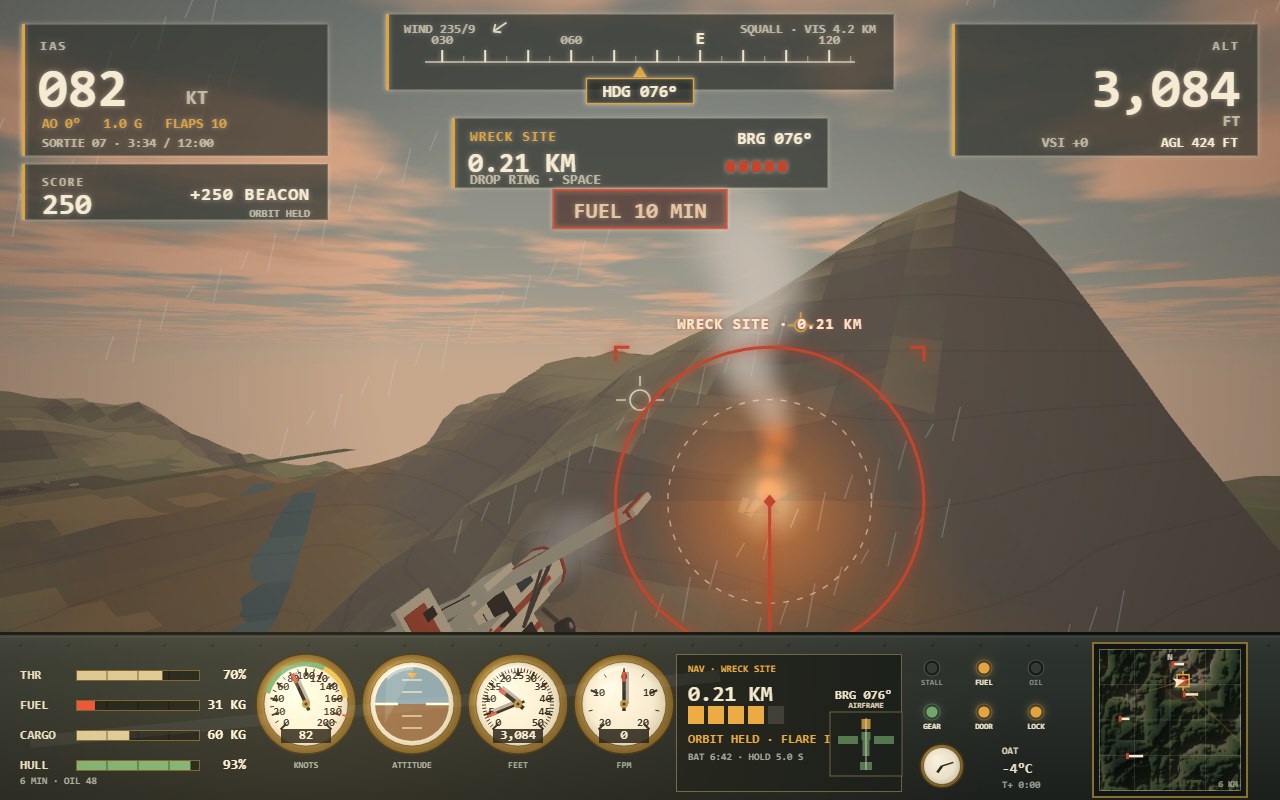 IAS
082 KT
AO 0° 1.0 G FLAPS 10
SORTIE 07 · 3:34 / 12:00
SCORE
250
+250 BEACON
ORBIT HELD
WIND 235/9
SQUALL · VIS 4.2 KM
030 060 E 120
HDG 076°
WRECK SITE
BRG 076°
0.21 KM
DROP RING · SPACE
FUEL 10 MIN
ALT
3,084
FT
VSI +0 AGL 424 FT
WRECK SITE · 0.21 KM
THR 70%
FUEL 31 KG
CARGO 60 KG
HULL 93%
6 MIN · OIL 48
82
KNOTS
ATTITUDE
3,084
FEET
10 10
20 20
0
FPM
NAV · WRECK SITE
0.21 KM
BRG 076°
AIRFRAME
ORBIT HELD · FLARE
BAT 6:42 · HOLD 5.0 S
STALL FUEL OIL
GEAR DOOR LOCK
OAT
-4°C
T+ 0:00
N
6 KM